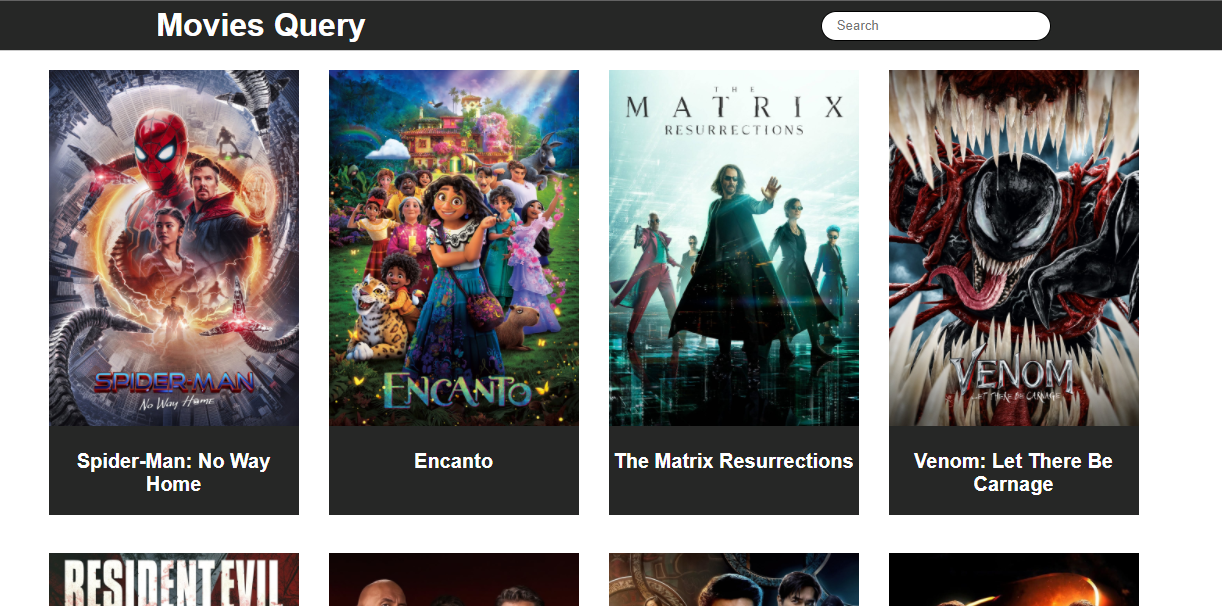 Movies Query
Search
SPIDER-MAN
No Way Home
ENCANTO
THE
MATRIX
RESURRECTIONS
VENOM
LET THERE BE CARNAGE
Spider-Man: No Way
Home
Encanto
The Matrix Resurrections
Venom: Let There Be
Carnage
RESIDENT EVIL